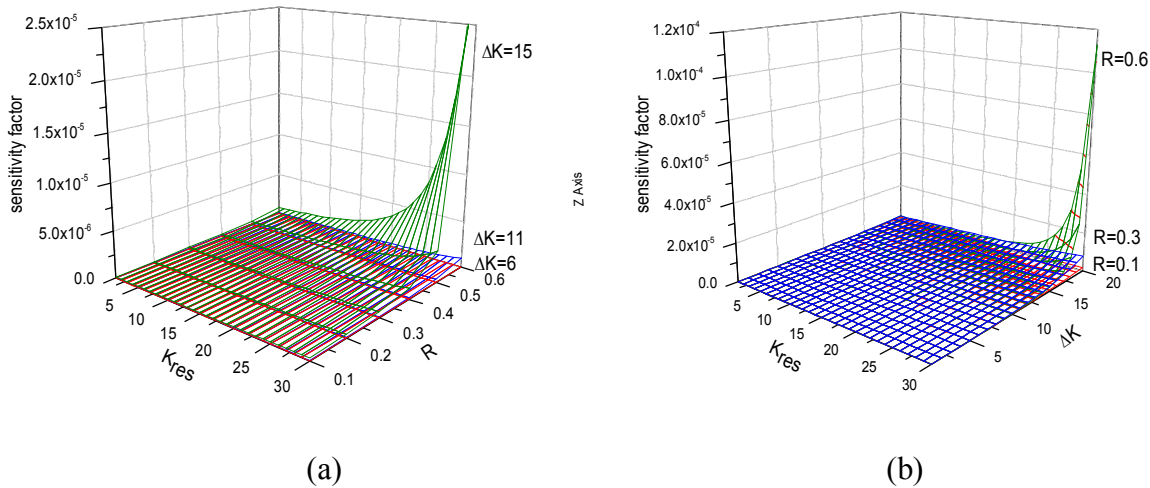 2.5x10⁻⁵
2.0x10⁻⁵
1.5x10⁻⁵
1.0x10⁻⁵
5.0x10⁻⁶
0.0
sensitivity factor
5
10
15
20
25
30
Kres
0.1
0.2
0.3
0.4
0.5
0.6
R
ΔK=15
ΔK=11
ΔK=6
(a)
Z Axis
1.2x10⁻⁴
1.0x10⁻⁴
8.0x10⁻⁵
6.0x10⁻⁵
4.0x10⁻⁵
2.0x10⁻⁵
0.0
sensitivity factor
5
10
15
20
25
30
Kres
5
10
15
20
ΔK
R=0.6
R=0.3
R=0.1
(b)